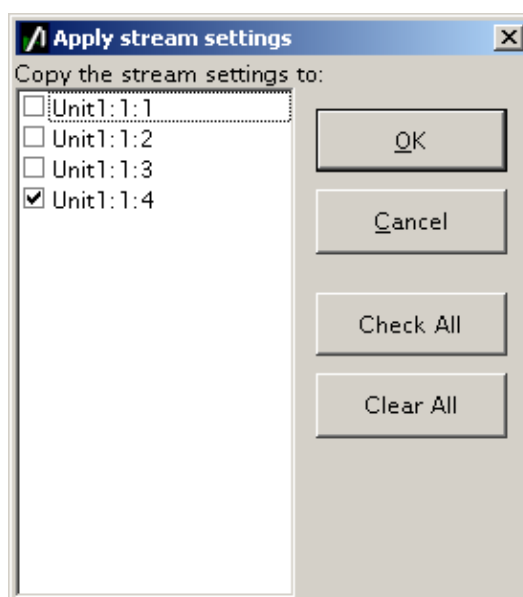 Apply stream settings
Copy the stream settings to:
Unit1:1:1
Unit1:1:2
Unit1:1:3
Unit1:1:4
OK
Cancel
Check All
Clear All